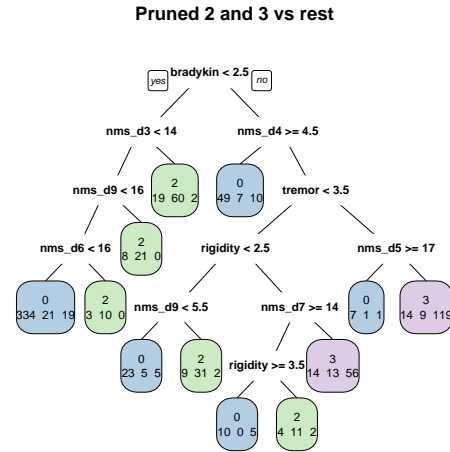 Pruned 2 and 3 vs rest
yes bradykin < 2.5 no
nms_d3 < 14 nms_d4 >= 4.5
nms_d9 < 16 2 0 tremor < 3.5
19 60 2 49 7 10
nms_d6 < 16 2 rigidity < 2.5 nms_d5 >= 17
8 21 0
0 2 nms_d9 < 5.5 nms_d7 >= 14 0 3
334 21 19 3 10 0 7 1 1 14 9 119
0 2 rigidity >= 3.5 3
23 5 5 9 31 2 14 13 56
0 2
10 0 5 4 11 2